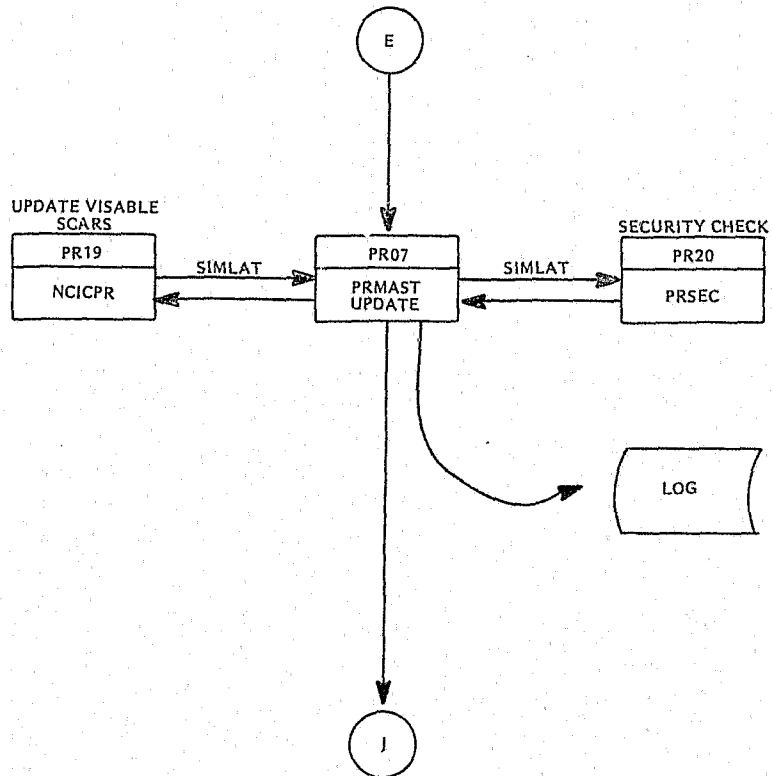 E
UPDATE VISABLE
SCARS
PR19
NCICPR
SIMLAT
PR07
PRMAST
UPDATE
SIMLAT
SECURITY CHECK
PR20
PRSEC
LOG
J